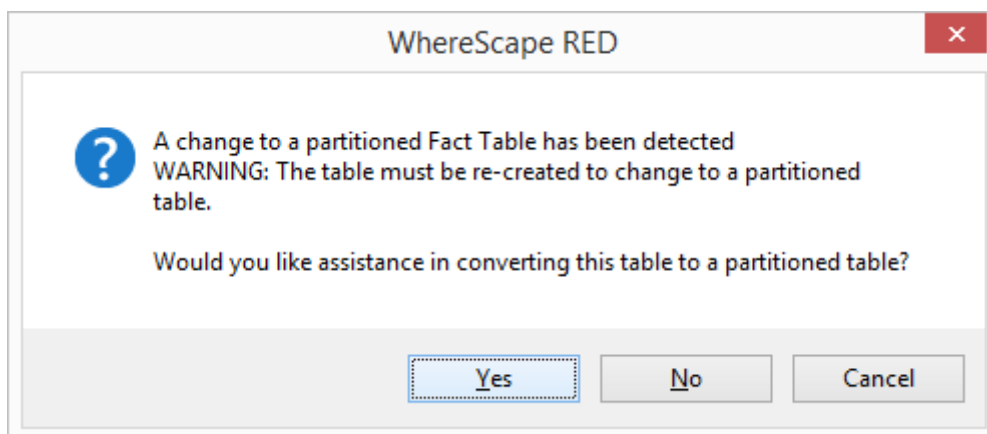 WhereScape RED
A change to a partitioned Fact Table has been detected
WARNING: The table must be re-created to change to a partitioned
table.
Would you like assistance in converting this table to a partitioned table?
Yes
No
Cancel